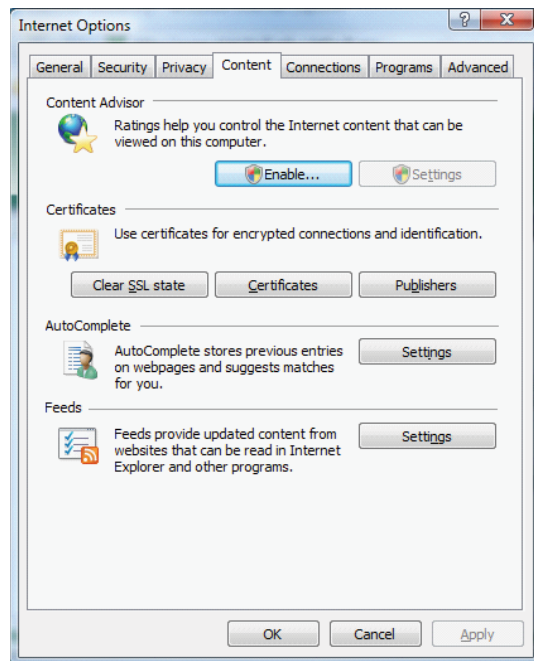 Internet Options
General Security Privacy Content Connections Programs Advanced
Content Advisor
Ratings help you control the Internet content that can be
viewed on this computer.
Enable... Settings
Certificates
Use certificates for encrypted connections and identification.
Clear SSL state Certificates Publishers
AutoComplete
AutoComplete stores previous entries
on webpages and suggests matches
for you.
Settings
Feeds
Feeds provide updated content from
websites that can be read in Internet
Explorer and other programs.
Settings
OK Cancel Apply